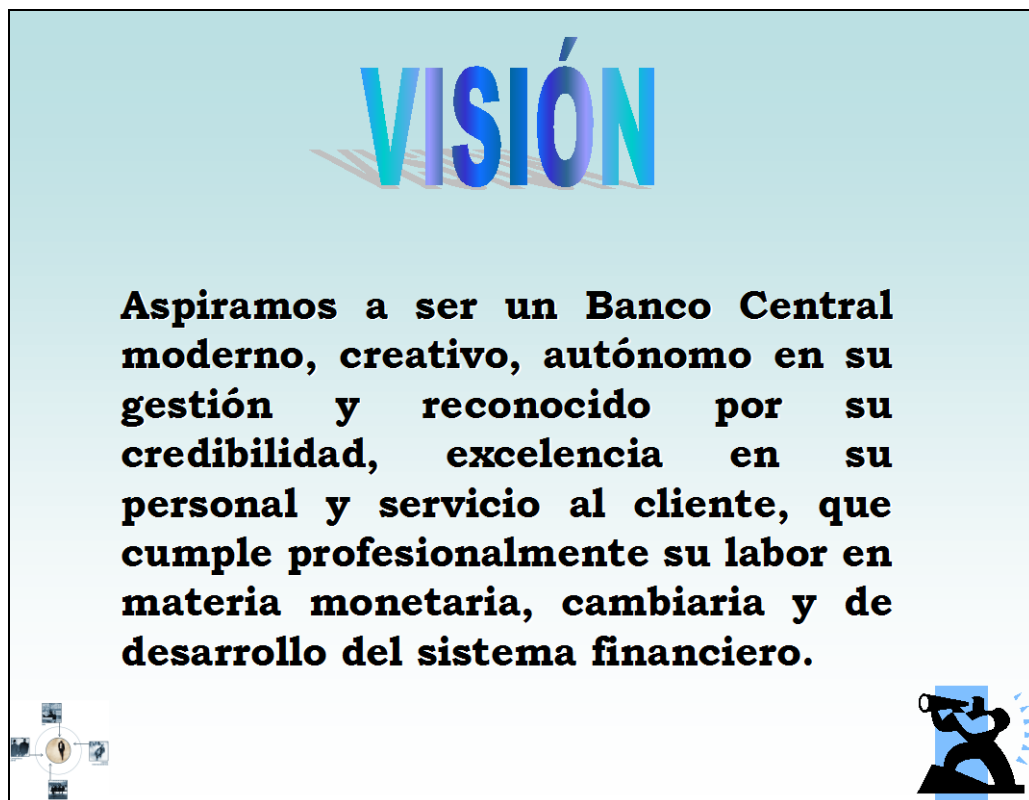 VISIÓN
Aspiramos a ser un Banco Central
moderno, creativo, autónomo en su
gestión y reconocido por su
credibilidad, excelencia en su
personal y servicio al cliente, que
cumple profesionalmente su labor en
materia monetaria, cambiaria y de
desarrollo del sistema financiero.